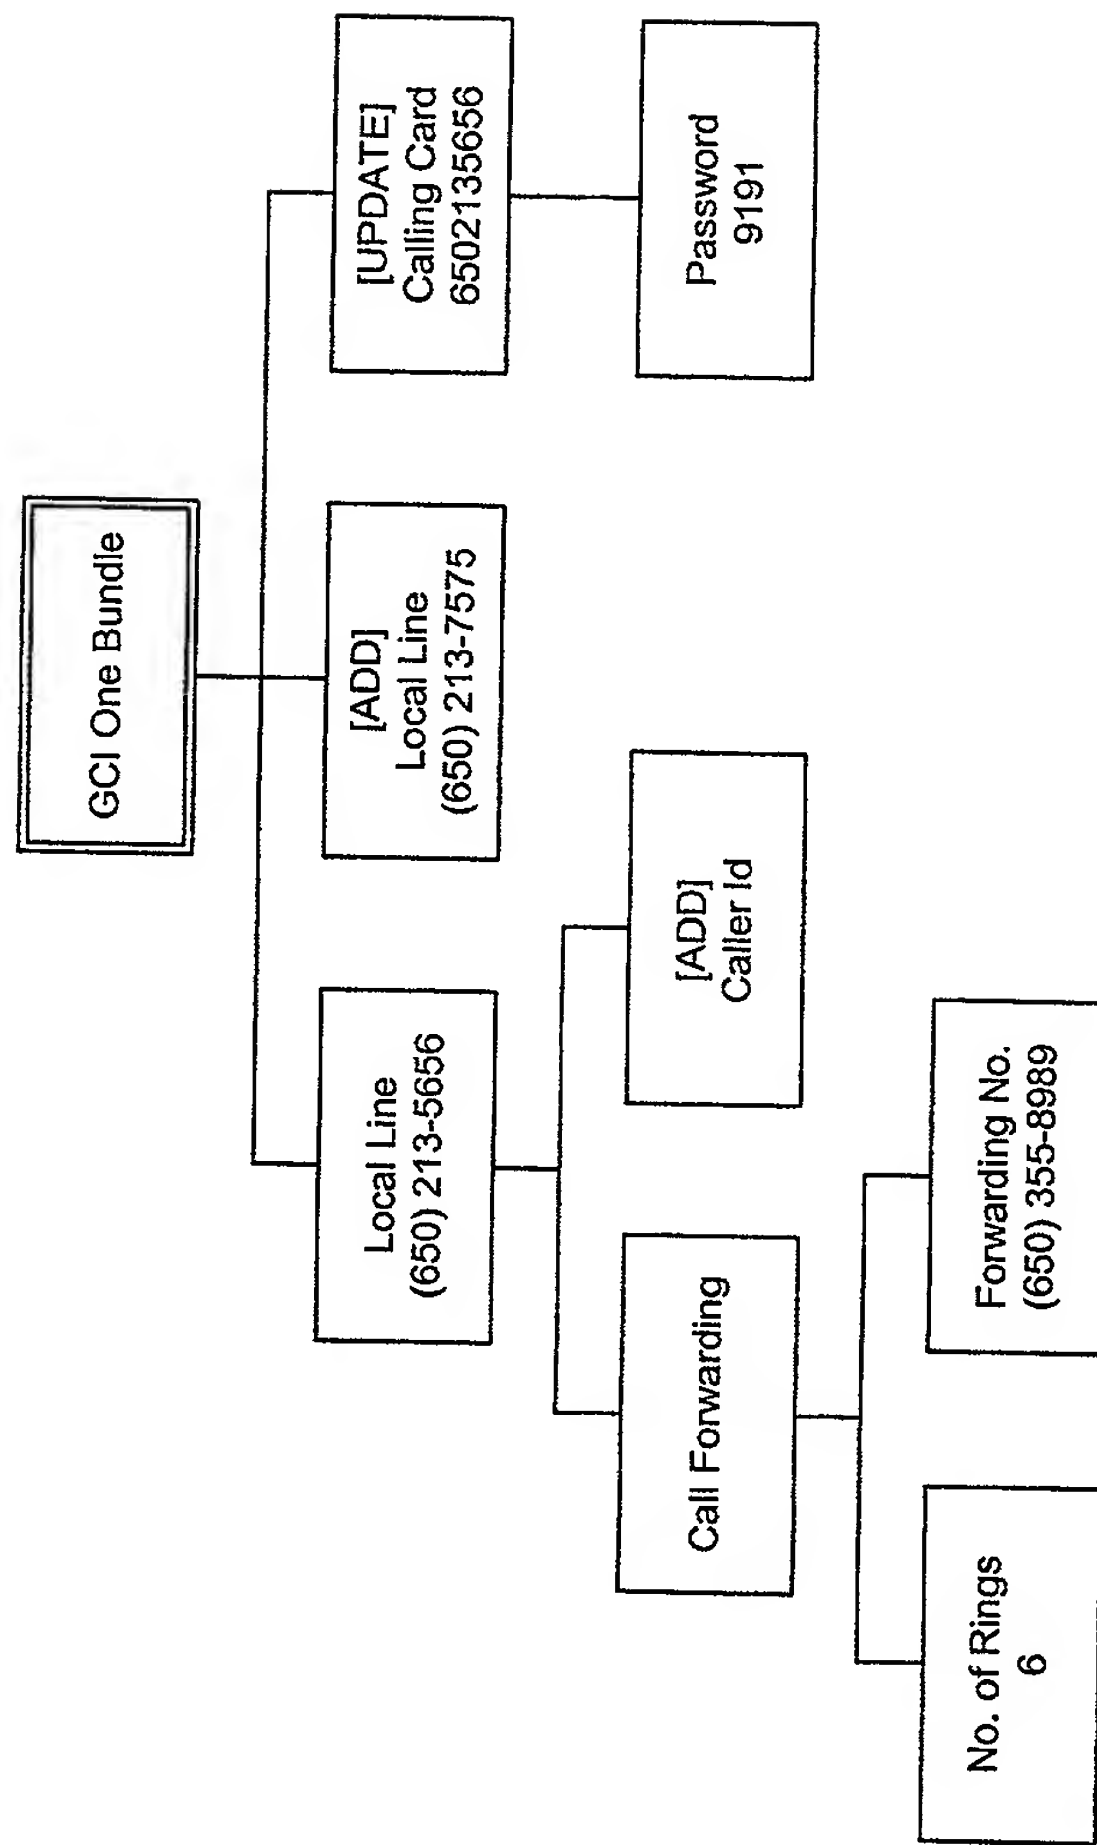 GCI One Bundle
Local Line
(650) 213-5656
[ADD]
Local Line
(650) 213-7575
[UPDATE]
Calling Card
6502135656
Call Forwarding
[ADD]
Caller Id
Password
9191
No. of Rings
6
Forwarding No.
(650) 355-8989